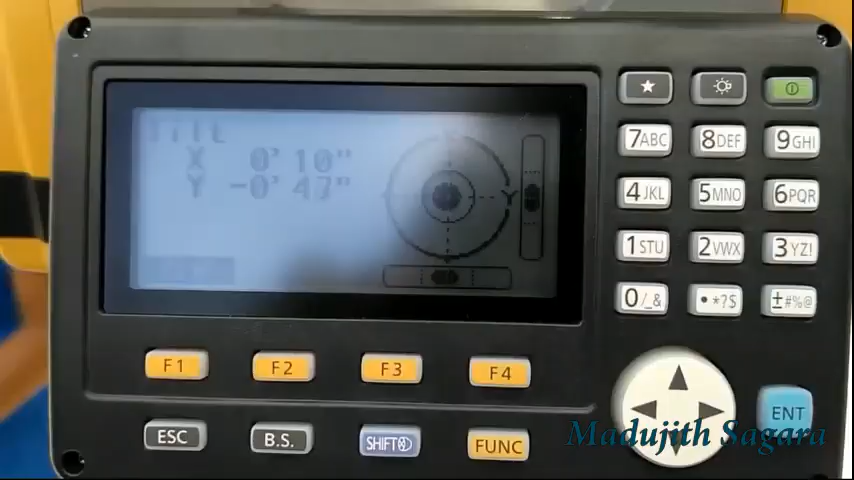 Tilt
X 0' 10"
Y -0' 47"
Y
7ABC 8DEF 9GHI
4JKL 5MNO 6PQR
1STU 2VWX 3YZ!
0/_& •*?$ ±#%@
F1 F2 F3 F4
ESC B.S. SHIFT FUNC ENT
Madujith Sagara